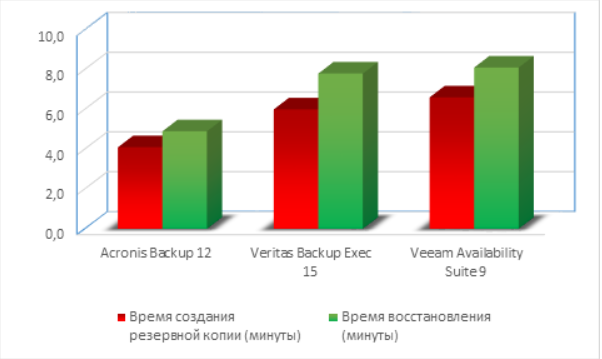 10,0
8,0
6,0
4,0
2,0
0,0
Acronis Backup 12
Veritas Backup Exec
15
Veeam Availability
Suite 9
Время создания
резервной копии (минуты)
Время восстановления
(минуты)